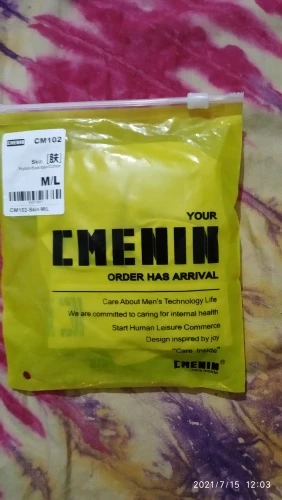 CMENIN CM102
Skin [肤]
M/L
CM102-Skin-M/L
YOUR
CMENIN
ORDER HAS ARRIVAL
Care About Men's Technology Life
We are committed to caring for internal health
Start Human Leisure Commerce
Design inspired by joy
"Care Inside"
CMENIN®
2021/7/15 12:03